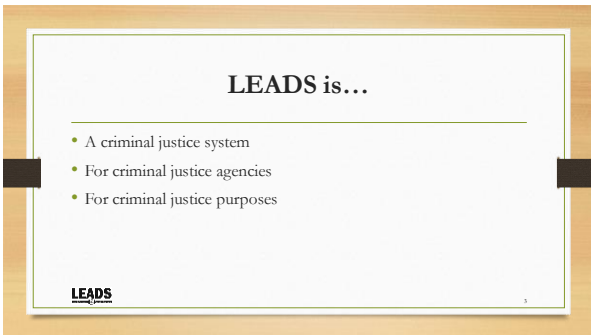 LEADS is…
• A criminal justice system
• For criminal justice agencies
• For criminal justice purposes
LEADS
3